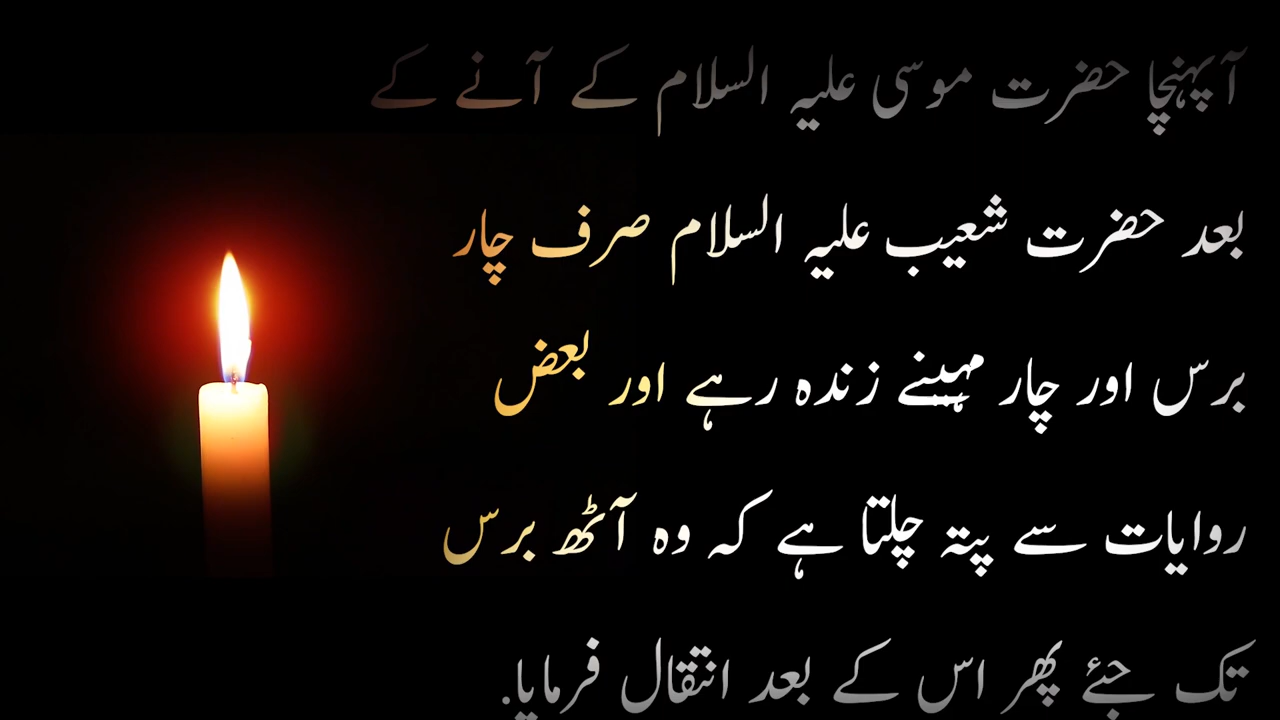 آپہنچا حضرت موسی علیہ السلام کے آنے کے
بعد حضرت شعیب علیہ السلام صرف چار
برس اور چار مہینے زندہ رہے اور بعض
روایات سے پتہ چلتا ہے کہ وہ آٹھ برس
تک جئے پھر اس کے بعد انتقال فرمایا.